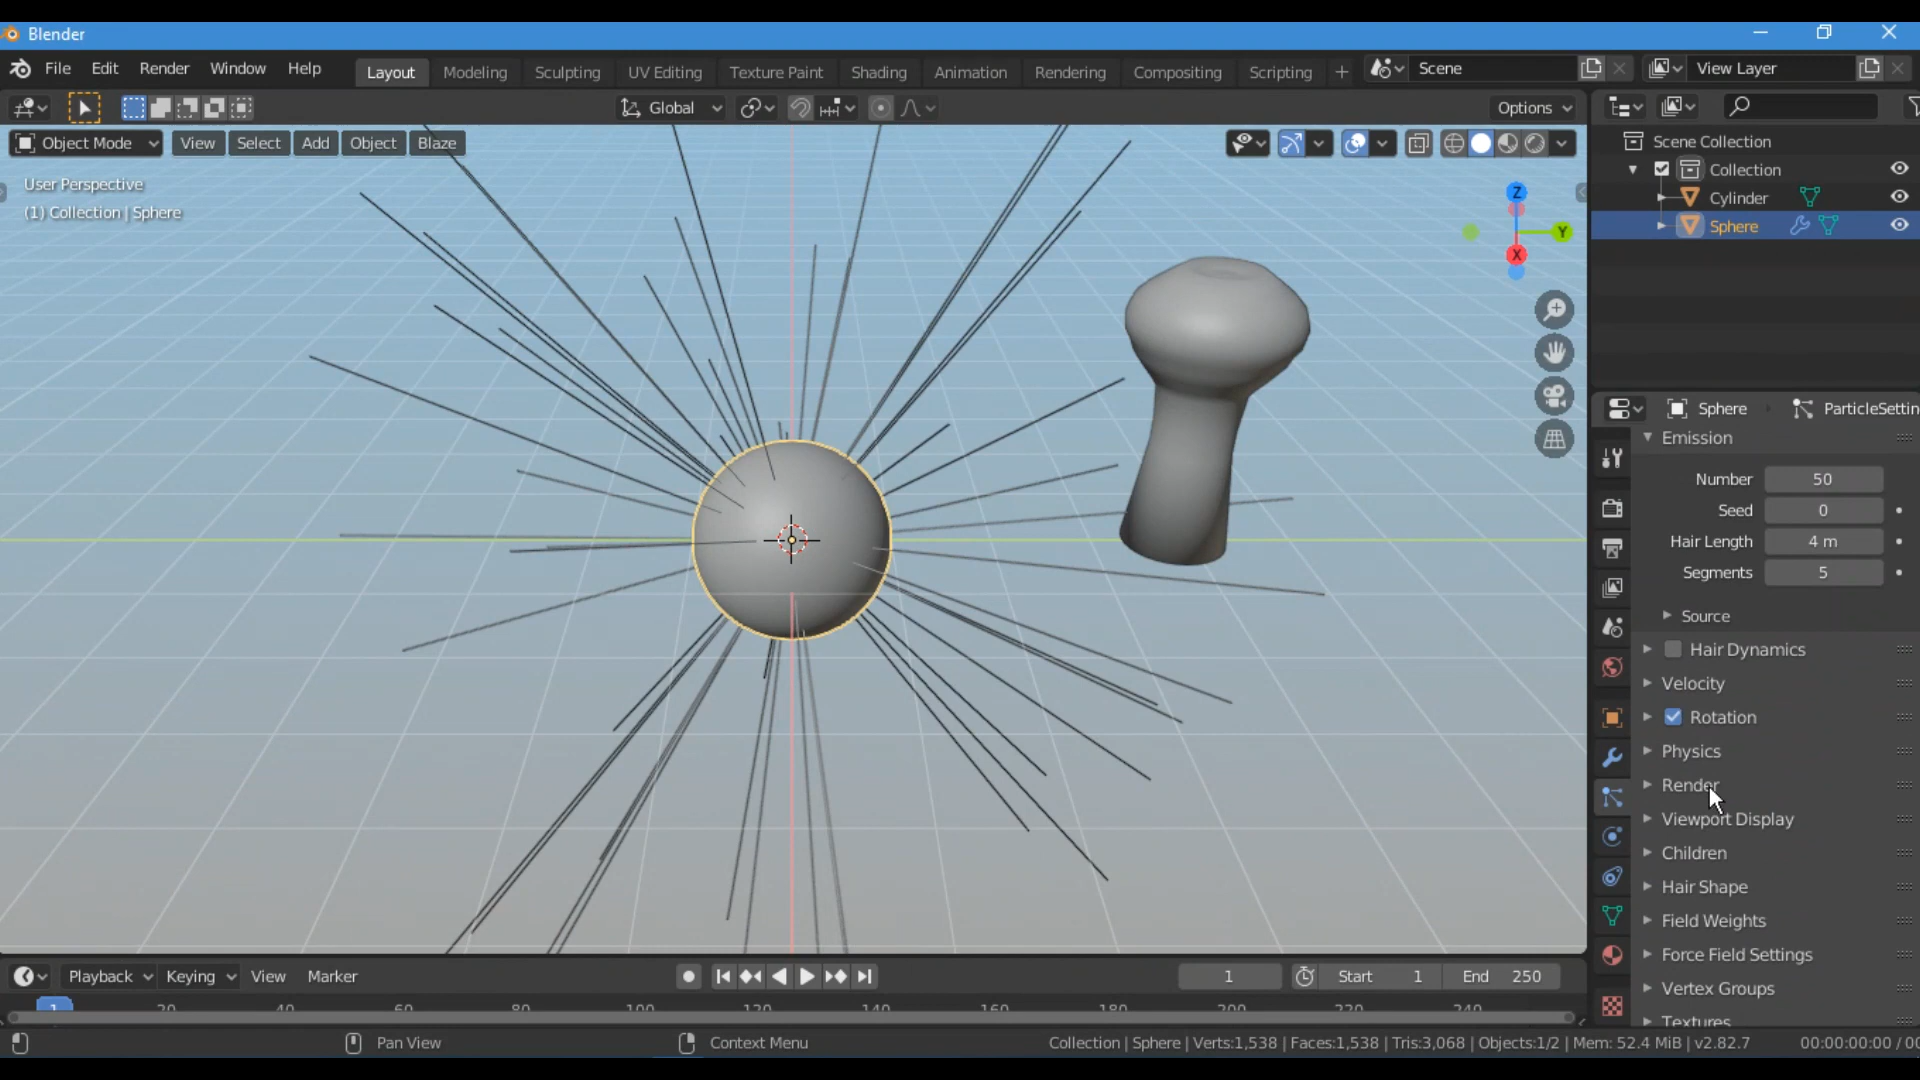 Blender
File Edit Render Window Help Layout Modeling Sculpting UV Editing Texture Paint Shading Animation Rendering Compositing Scripting + Scene View Layer
Global Options
Object Mode View Select Add Object Blaze
User Perspective
(1) Collection | Sphere
Z
Y
X
Scene Collection
Collection
Cylinder
Sphere
Sphere ParticleSettin
Emission
Number 50
Seed 0
Hair Length 4 m
Segments 5
Source
Hair Dynamics
Velocity
Rotation
Physics
Render
Viewport Display
Children
Hair Shape
Field Weights
Force Field Settings
Vertex Groups
Textures
Playback Keying View Marker 1 Start 1 End 250
1 20 40 60 80 100 120 140 160 180 200 220 240
Pan View Context Menu Collection | Sphere | Verts:1,538 | Faces:1,538 | Tris:3,068 | Objects:1/2 | Mem: 52.4 MiB | v2.82.7 00:00:00:00 / 00